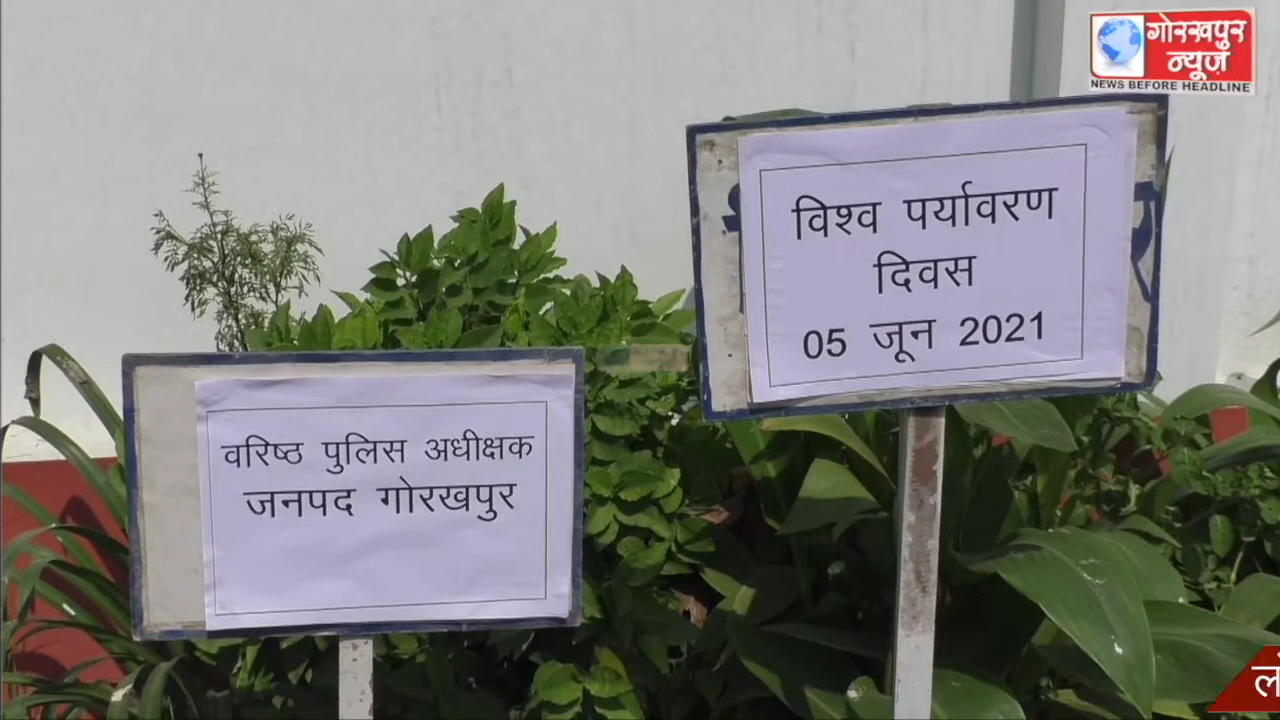 गोरखपुर
न्यूज़
NEWS BEFORE HEADLINE
विश्व पर्यावरण
दिवस
05 जून 2021
वरिष्ठ पुलिस अधीक्षक
जनपद गोरखपुर